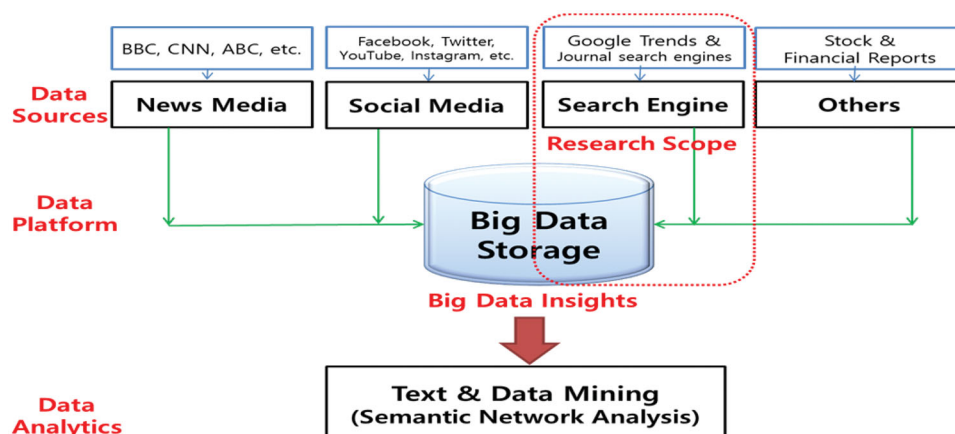 BBC, CNN, ABC, etc.
Facebook, Twitter,
YouTube, Instagram, etc.
Google Trends &
Journal search engines
Stock &
Financial Reports
Data
Sources
News Media
Social Media
Search Engine
Others
Research Scope
Data
Platform
Big Data
Storage
Big Data Insights
Data
Analytics
Text & Data Mining
(Semantic Network Analysis)